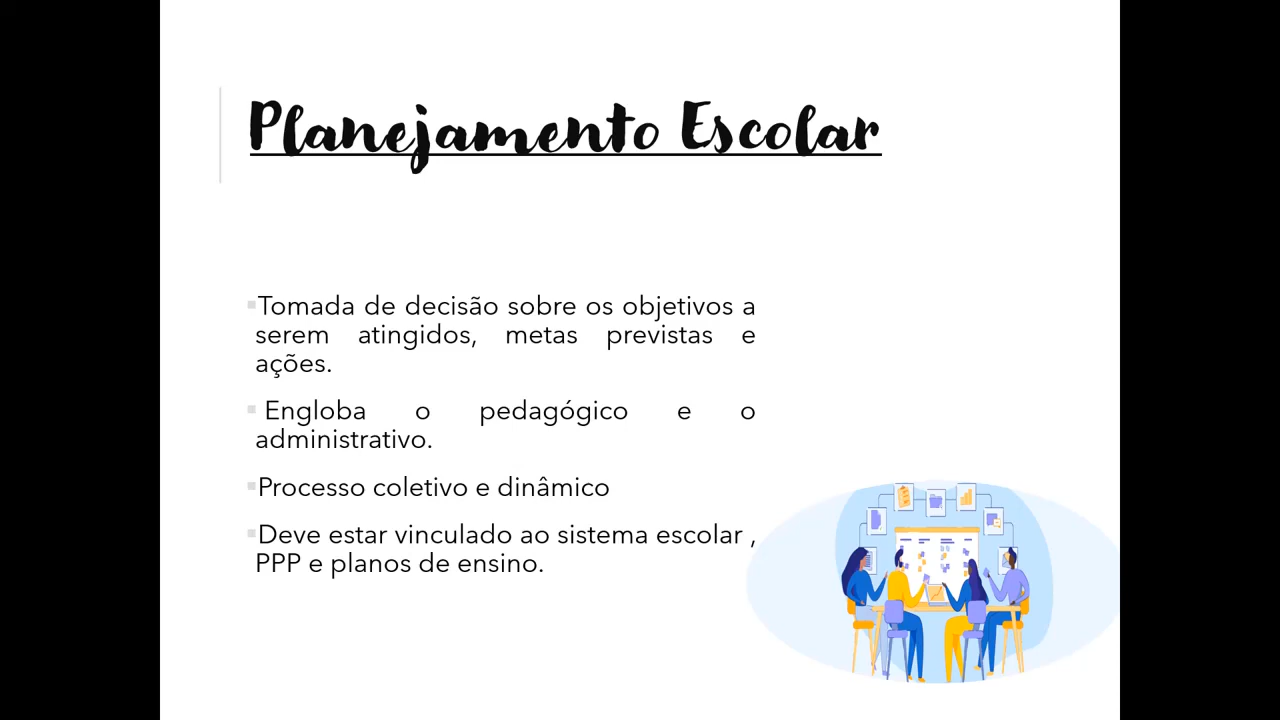 Planejamento Escolar
Tomada de decisão sobre os objetivos a
serem atingidos, metas previstas e
ações.
Engloba o pedagógico e o
administrativo.
Processo coletivo e dinâmico
Deve estar vinculado ao sistema escolar ,
PPP e planos de ensino.